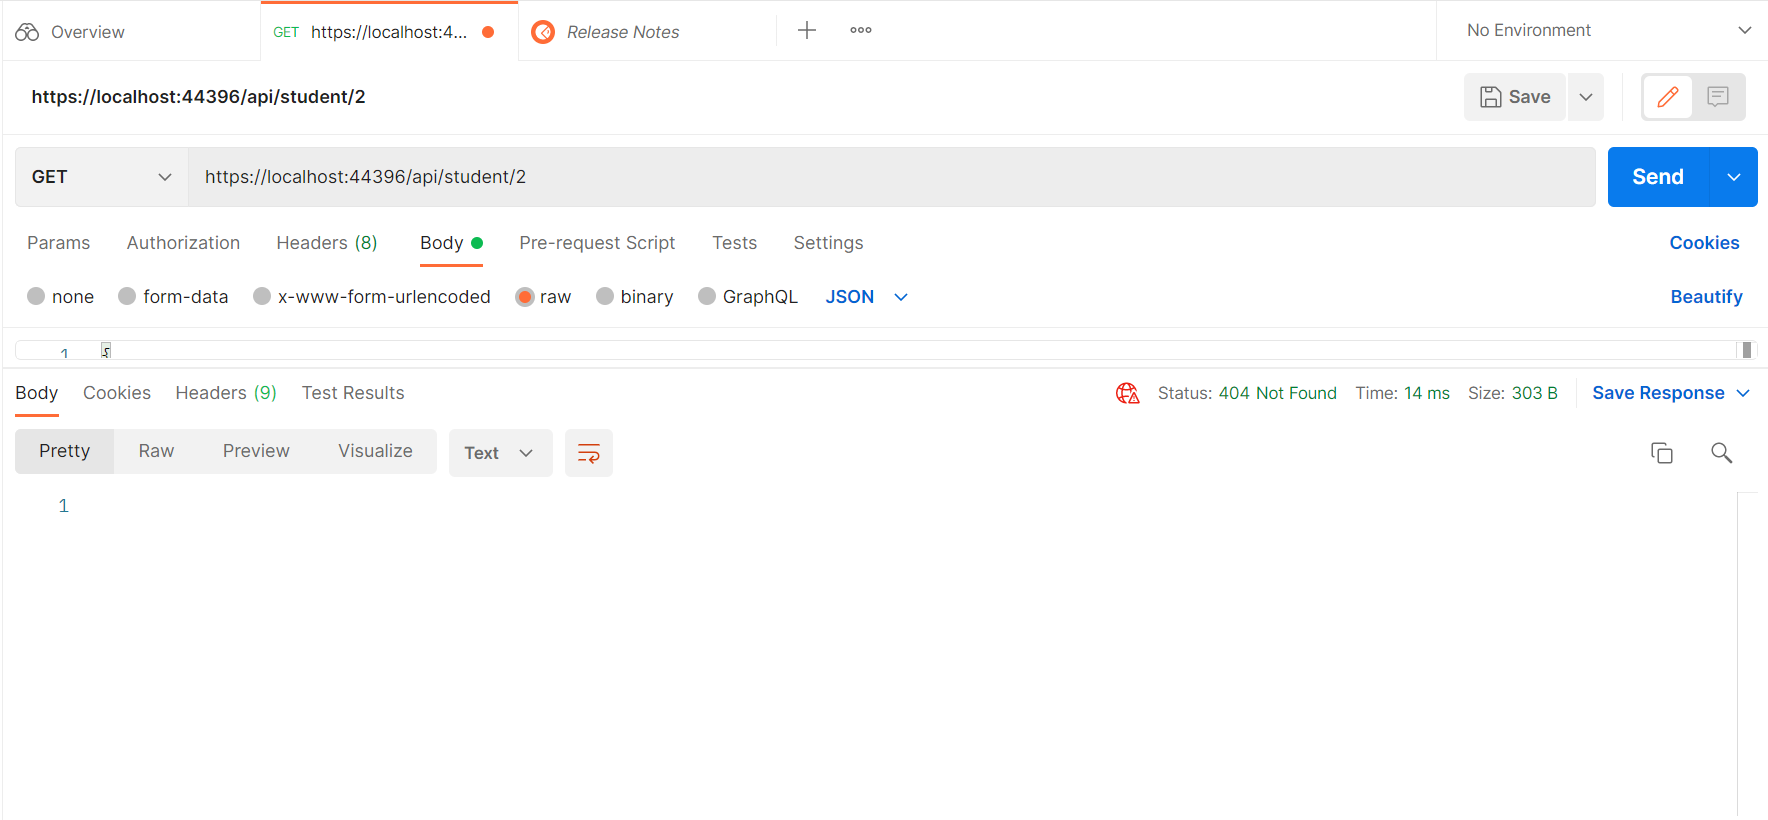 Overview GET https://localhost:4... Release Notes No Environment
https://localhost:44396/api/student/2 Save
GET https://localhost:44396/api/student/2 Send
Params Authorization Headers (8) Body Pre-request Script Tests Settings Cookies
none form-data x-www-form-urlencoded raw binary GraphQL JSON Beautify
1 {
Body Cookies Headers (9) Test Results Status: 404 Not Found Time: 14 ms Size: 303 B Save Response
Pretty Raw Preview Visualize Text
1